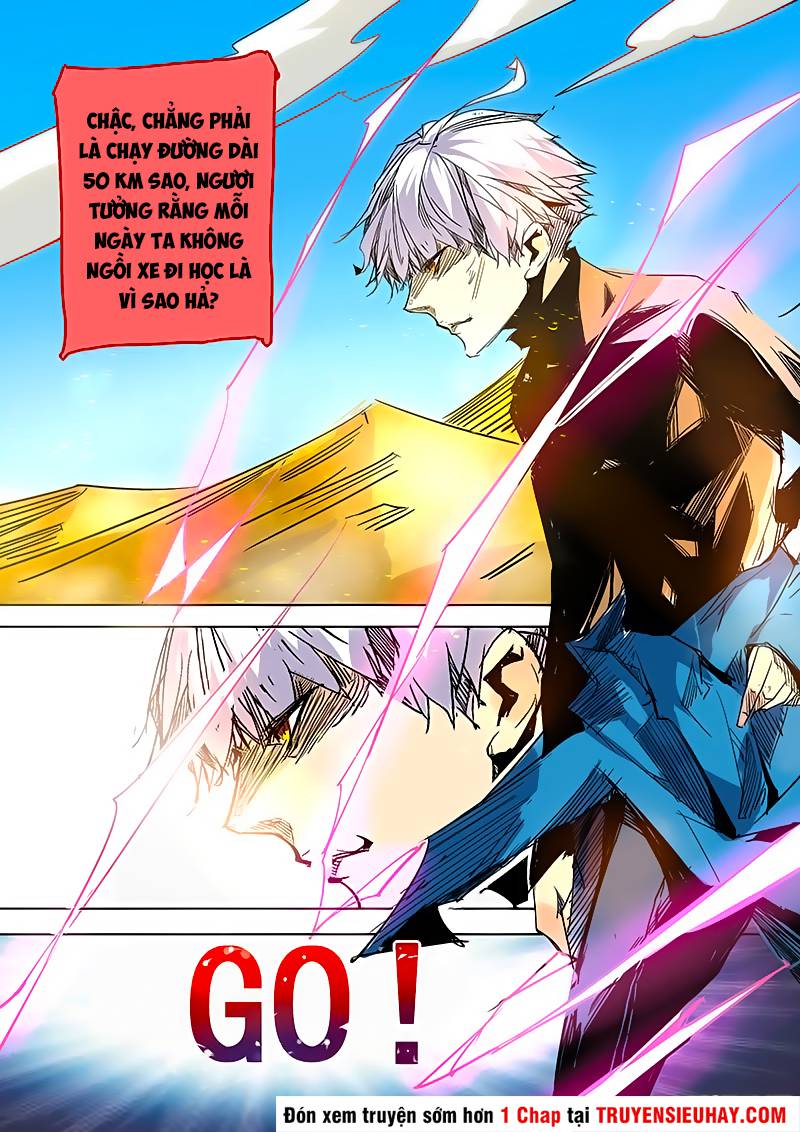 CHẬC, CHẲNG PHẢI
LÀ CHẠY ĐƯỜNG DÀI
50 KM SAO, NGƯƠI
TƯỞNG RẰNG MỖI
NGÀY TA KHÔNG
NGỒI XE ĐI HỌC LÀ
VÌ SAO HẢ?
GO!
Đón xem truyện sớm hơn 1 Chap tại TRUYENSIEUHAY.COM